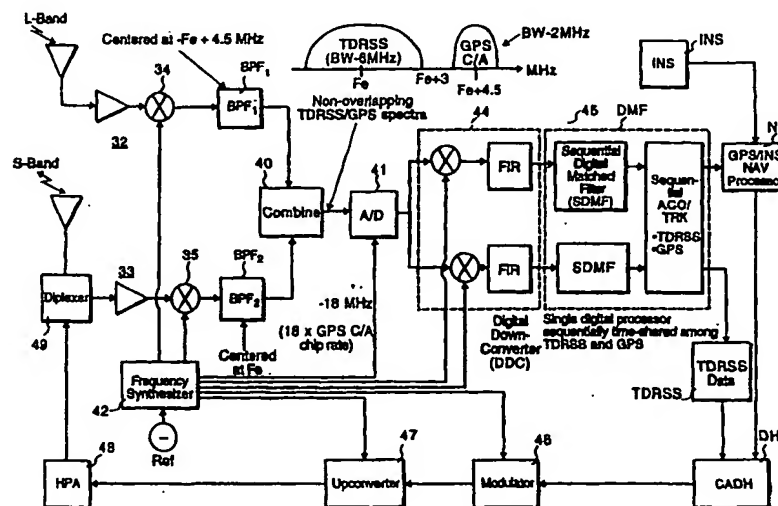 L-Band
Centered at -Fe + 4.5 MHz
34
BPF1
BPF1
32
TDRSS
(BW-6MHz)
Fe
Fe+3
GPS
C/A
Fe+4.5
MHz
BW-2MHz
INS
INS
Non-overlapping
TDRSS/GPS spectra
44
45
DMF
FIR
Sequential
Digital
Matched
Filter
(SDMF)
Sequen-
tial
ACO/
TRK
•TDRSS
•GPS
N
GPS/INS
NAV
Processor
S-Band
40
Combine
41
A/D
33
35
BPF2
BPF2
FIR
SDMF
Diplexer
49
-18 MHz
(18 x GPS C/A
chip rate)
Centered
at Fe
Digital
Down-
Converter
(DDC)
Single digital processor
sequentially time-shared among
TDRSS and GPS
Frequency
Synthesizer
42
Ref
TDRSS
Data
TDRSS
48
HPA
47
Upconverter
46
Modulator
DH
CADH